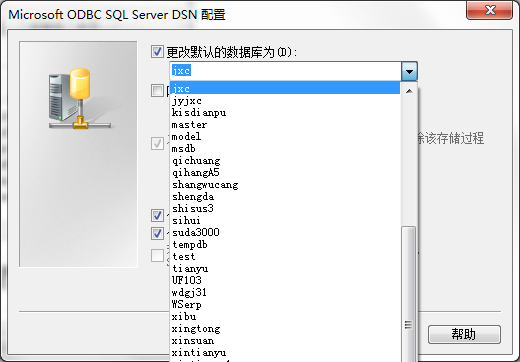 Microsoft ODBC SQL Server DSN 配置
更改默认的数据库为(D):
jxc
jxc
jyjxc
kisdianpu
master
model
除该存储过程
msdb
qichuang
qihangA5
shangwucang
shengda
shisus3
sihui
suda3000
tempdb
test
tianyu
UF103
wdgj31
WSerp
xibu
xingtong
xinsuan
xintianyu
帮助